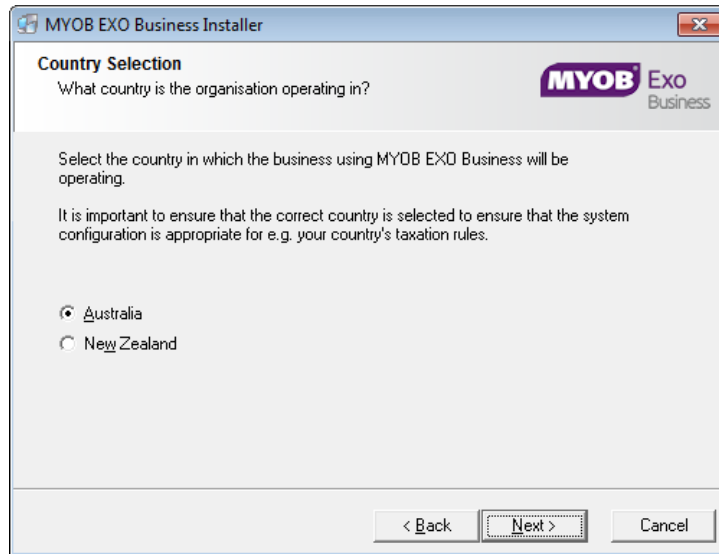 MYOB EXO Business Installer
Country Selection
What country is the organisation operating in?
MYOB Exo
Business
Select the country in which the business using MYOB EXO Business will be
operating.
It is important to ensure that the correct country is selected to ensure that the system
configuration is appropriate for e.g. your country's taxation rules.
Australia
New Zealand
< Back
Next >
Cancel